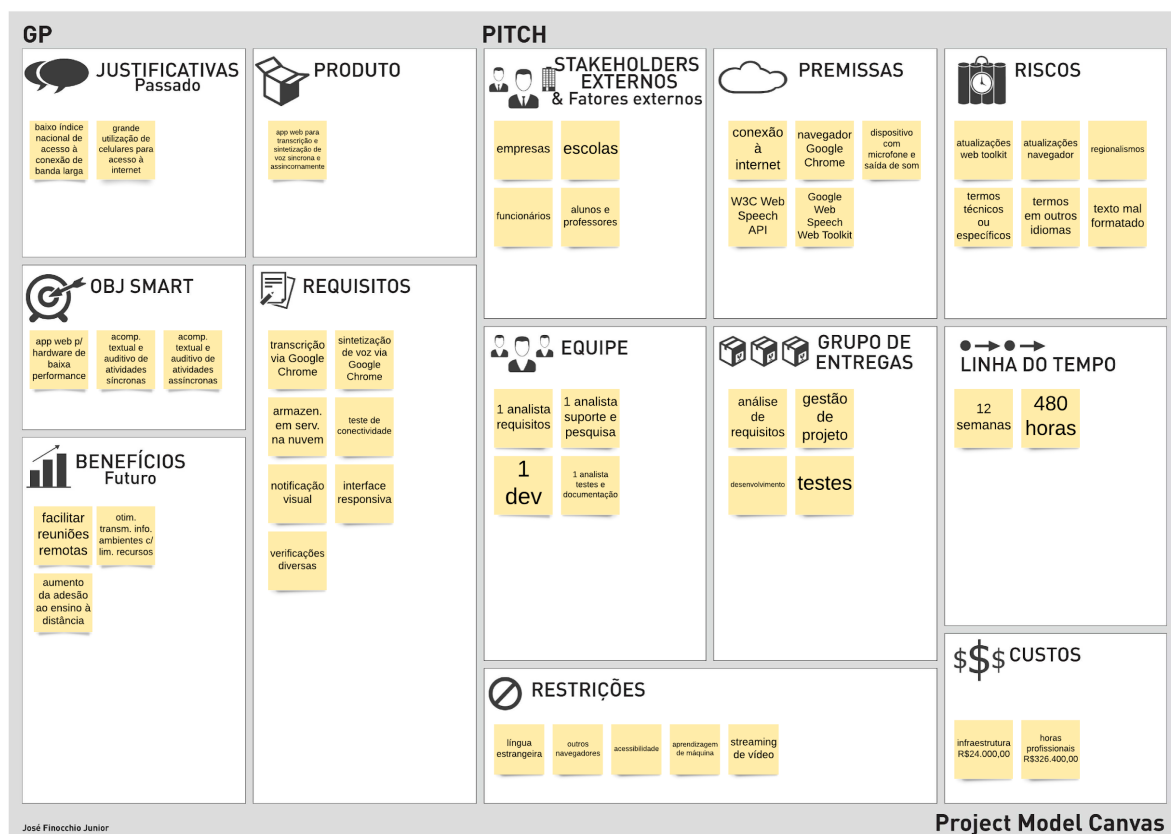 GP
PITCH
JUSTIFICATIVAS
Passado
baixo índice
nacional de
acesso à
conexão de
banda larga
grande
utilização de
celulares para
acesso à
internet
PRODUTO
app web para
transcrição e
sintetização de
voz síncrona e
assincornamente
STAKEHOLDERS
EXTERNOS
& Fatores externos
empresas
escolas
funcionários
alunos e
professores
PREMISSAS
conexão
à
internet
navegador
Google
Chrome
dispositivo
com
microfone e
saída de som
W3C Web
Speech
API
Google
Web
Speech
Web Toolkit
RISCOS
atualizações
web toolkit
atualizações
navegador
regionalismos
termos
técnicos
ou
específicos
termos
em outros
idiomas
texto mal
formatado
OBJ SMART
app web p/
hardware de
baixa
performance
acomp.
textual e
auditivo de
atividades
síncronas
acomp.
textual e
auditivo de
atividades
assíncronas
REQUISITOS
transcrição
via Google
Chrome
sintetização
de voz via
Google
Chrome
armazen.
em serv.
na nuvem
teste de
conectividade
notificação
visual
interface
responsiva
verificações
diversas
EQUIPE
1 analista
requisitos
1 analista
suporte e
pesquisa
1
dev
1 analista
testes e
documentação
GRUPO DE
ENTREGAS
análise
de
requisitos
gestão
de
projeto
desenvolvimento
testes
LINHA DO TEMPO
12
semanas
480
horas
BENEFÍCIOS
Futuro
facilitar
reuniões
remotas
otim.
transm. info.
ambientes c/
lim. recursos
aumento
da adesão
ao ensino à
distância
RESTRIÇÕES
língua
estrangeira
outros
navegadores
acessibilidade
aprendizagem
de máquina
streaming
de vídeo
$$$ CUSTOS
infraestrutura
R$24.000,00
horas
profissionais
R$326.400,00
José Finocchio Junior
Project Model Canvas